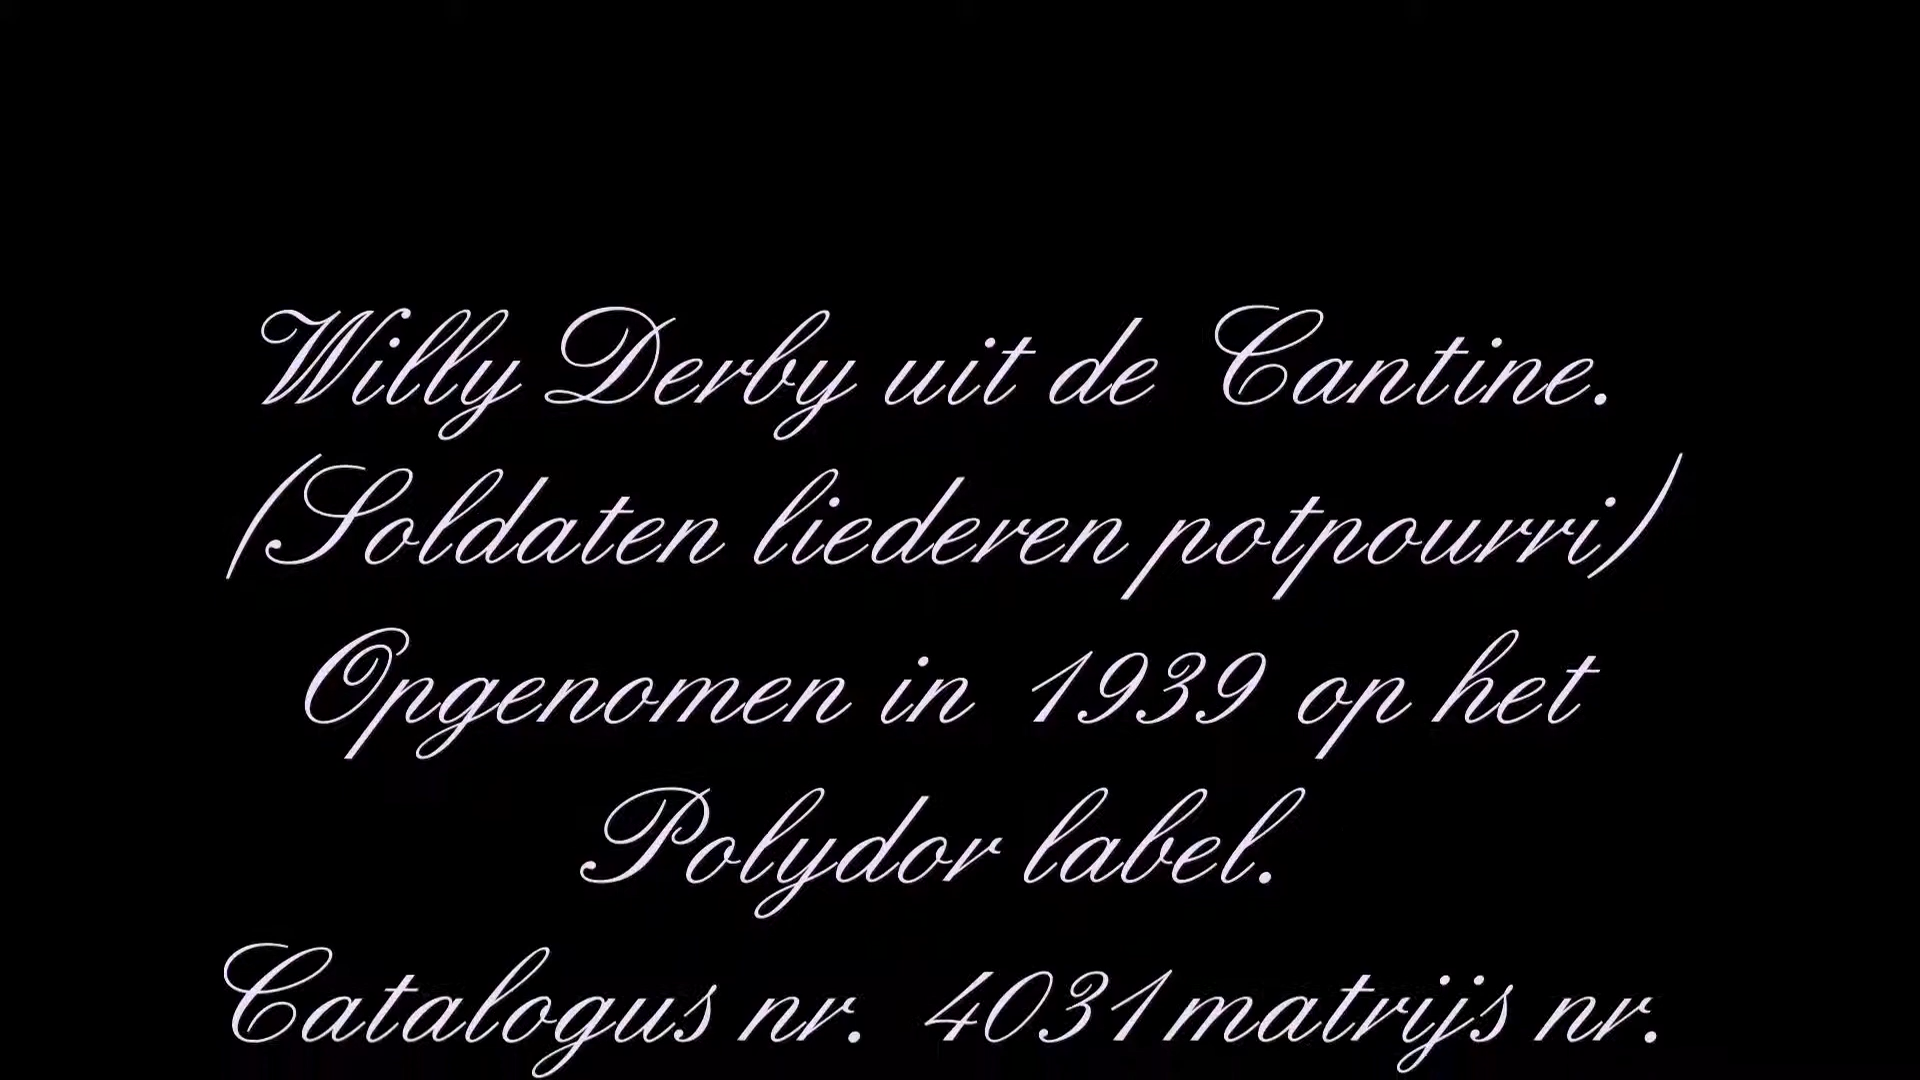 Willy Derby uit de Cantine.
(Soldaten liederen potpourri)
Opgenomen in 1939 op het
Polydor label.
Catalogus nr. 4031matrijs nr.